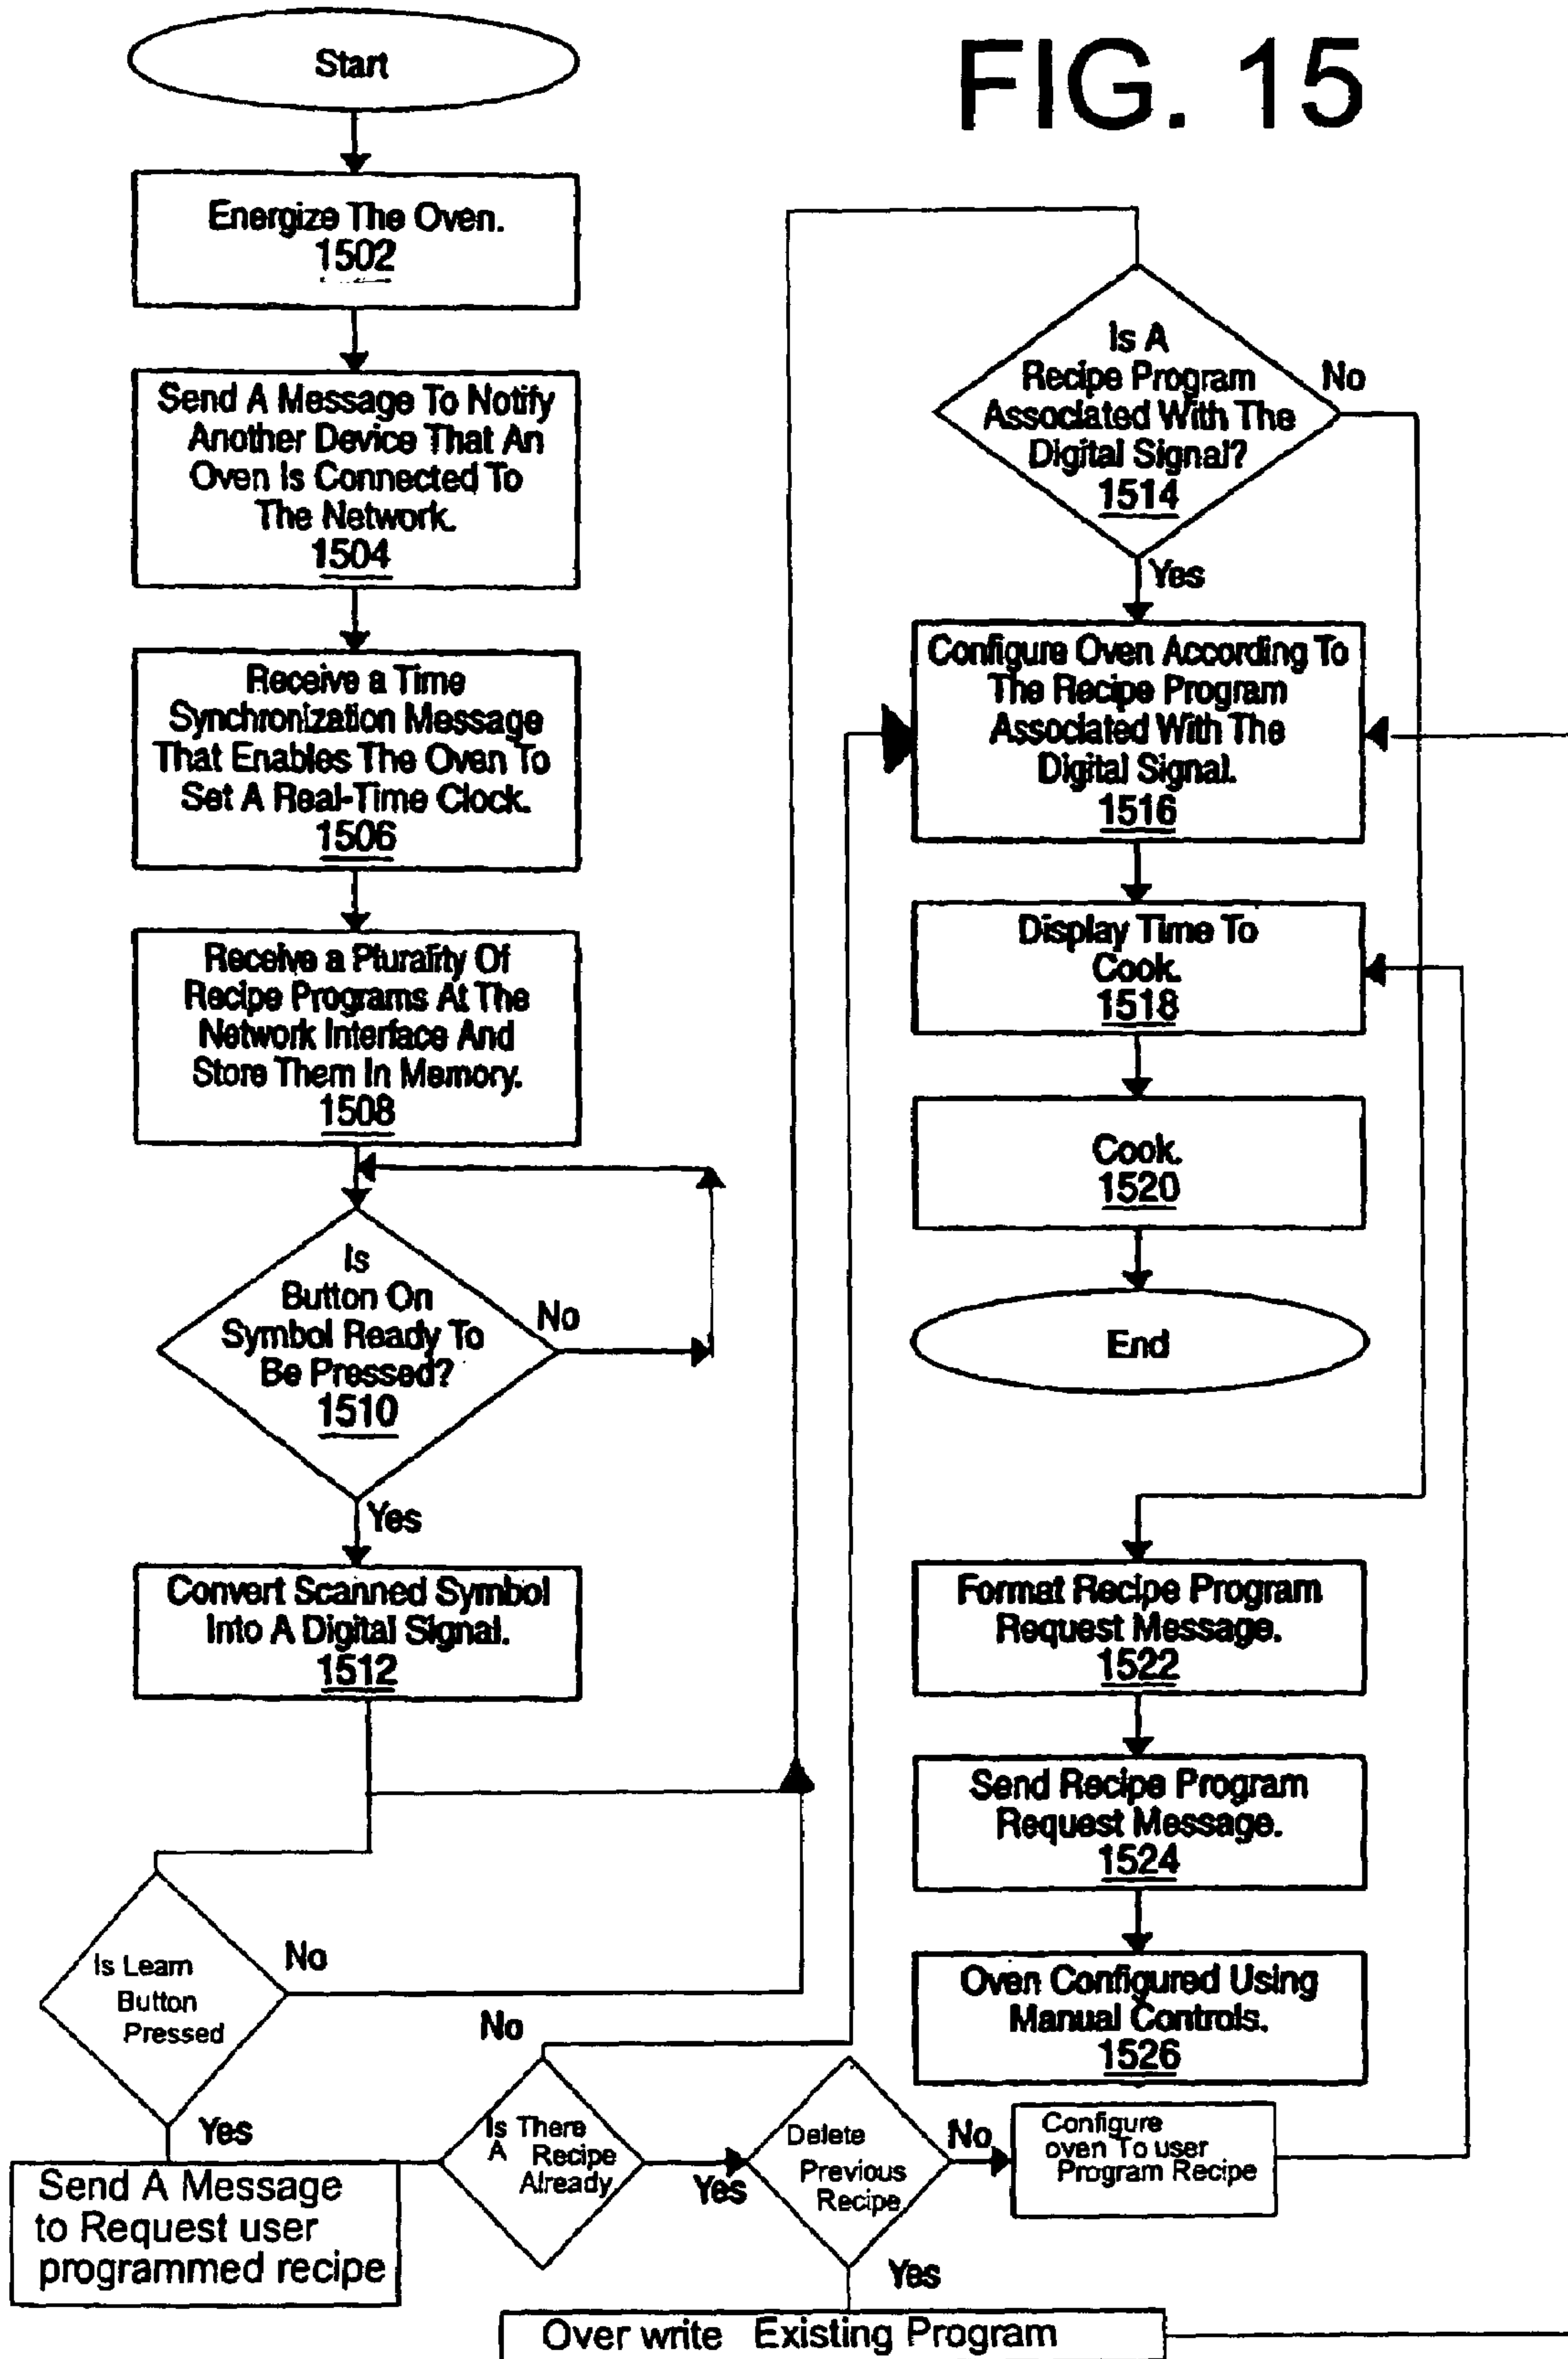 FIG. 15
Start
Energize The Oven.
1502
Send A Message To Notify
Another Device That An
Oven Is Connected To
The Network.
1504
Receive a Time
Synchronization Message
That Enables The Oven To
Set A Real-Time Clock.
1506
Receive a Plurality Of
Recipe Programs At The
Network Interface And
Store Them In Memory.
1508
Is
Button On
Symbol Ready To
Be Pressed?
1510
No
Yes
Convert Scanned Symbol
Into A Digital Signal.
1512
Is Learn
Button
Pressed
No
Yes
Send A Message
to Request user
programmed recipe
Is There
A Recipe
Already
No
Yes
Delete
Previous
Recipe
No
Yes
Configure
oven To user
Program Recipe
Over write Existing Program
Is A
Recipe Program
Associated With The
Digital Signal?
1514
No
Yes
Configure Oven According To
The Recipe Program
Associated With The
Digital Signal.
1516
Display Time To
Cook.
1518
Cook.
1520
End
Format Recipe Program
Request Message.
1522
Send Recipe Program
Request Message.
1524
Oven Configured Using
Manual Controls.
1526